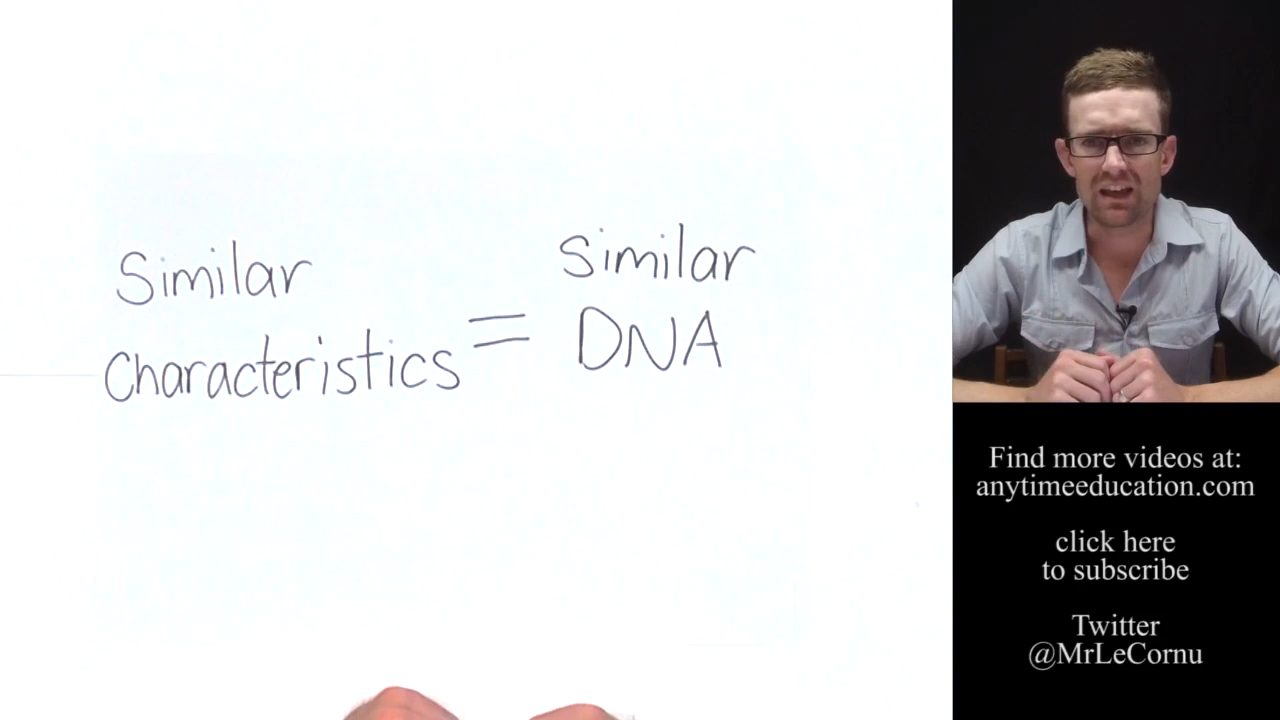 Similar
Characteristics
=
Similar
DNA
Find more videos at:
anytimeeducation.com
click here
to subscribe
Twitter
@MrLeCornu